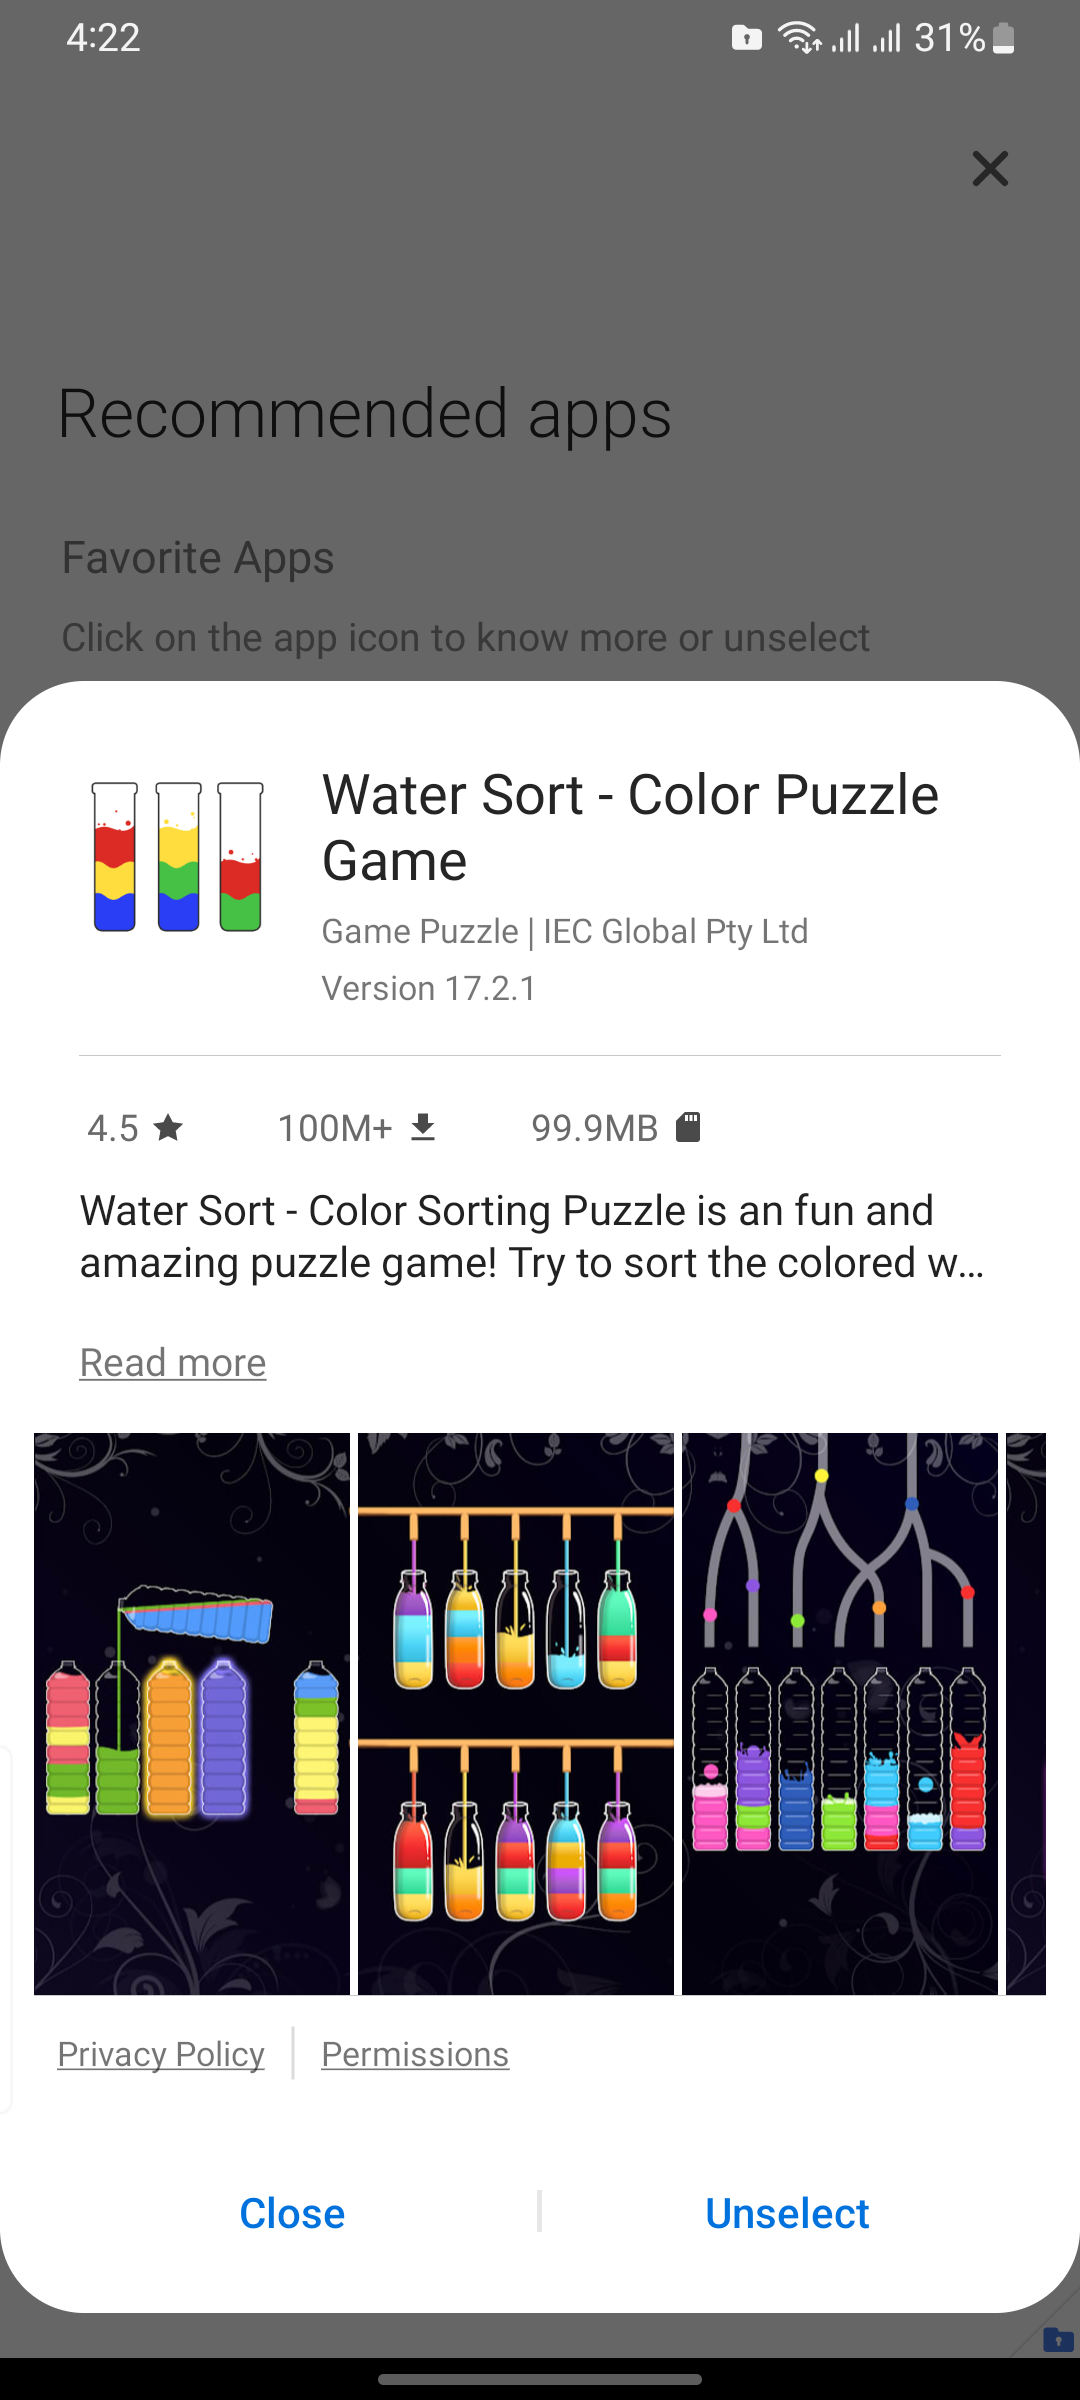 4:22
31%
Recommended apps
Favorite Apps
Click on the app icon to know more or unselect
Water Sort - Color Puzzle
Game
Game Puzzle | IEC Global Pty Ltd
Version 17.2.1
4.5
100M+
99.9MB
Water Sort - Color Sorting Puzzle is an fun and
amazing puzzle game! Try to sort the colored w...
Read more
Privacy Policy
Permissions
Close
Unselect